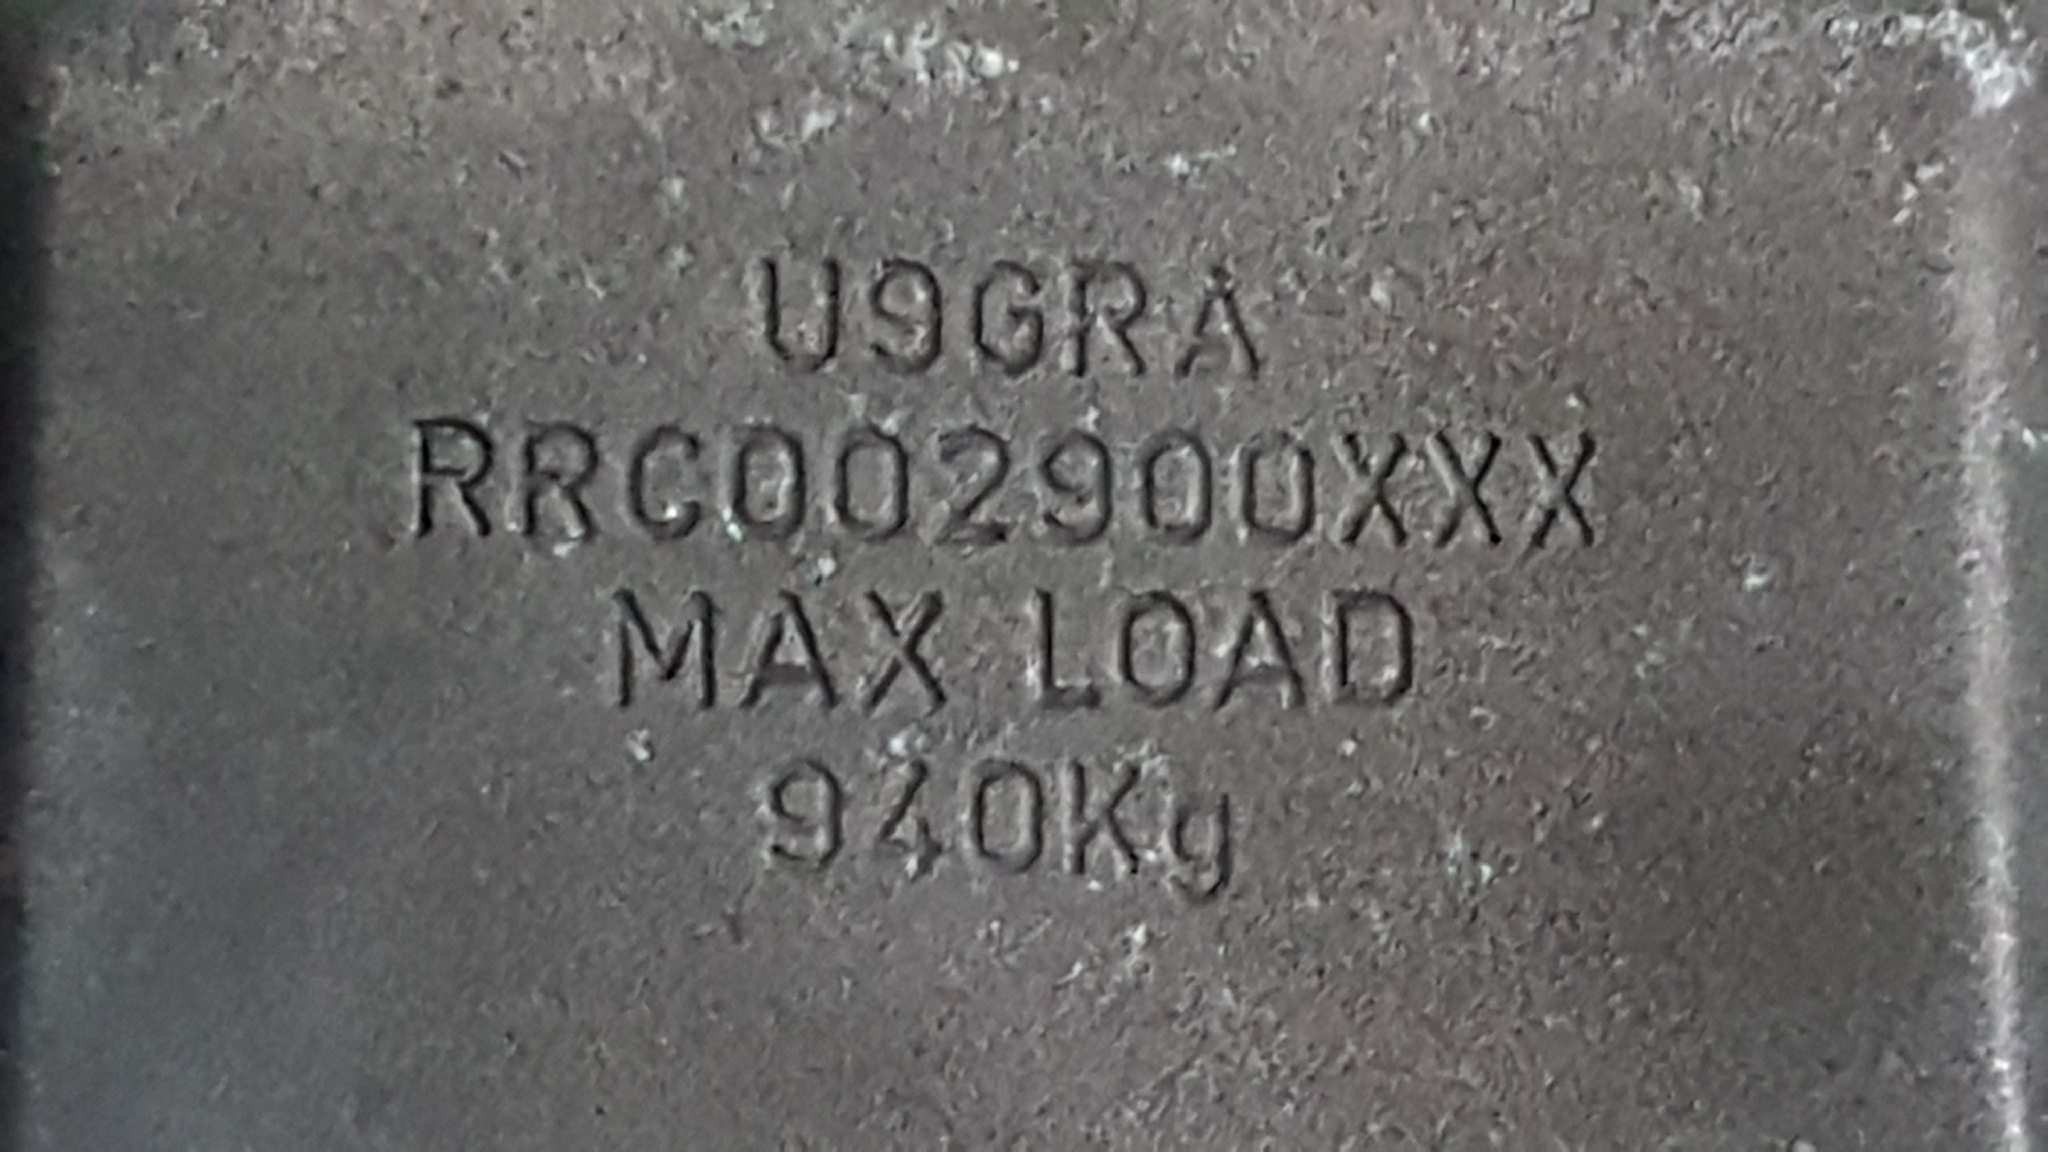 U9GRA
RRC002900XXX
MAX LOAD
940Kg